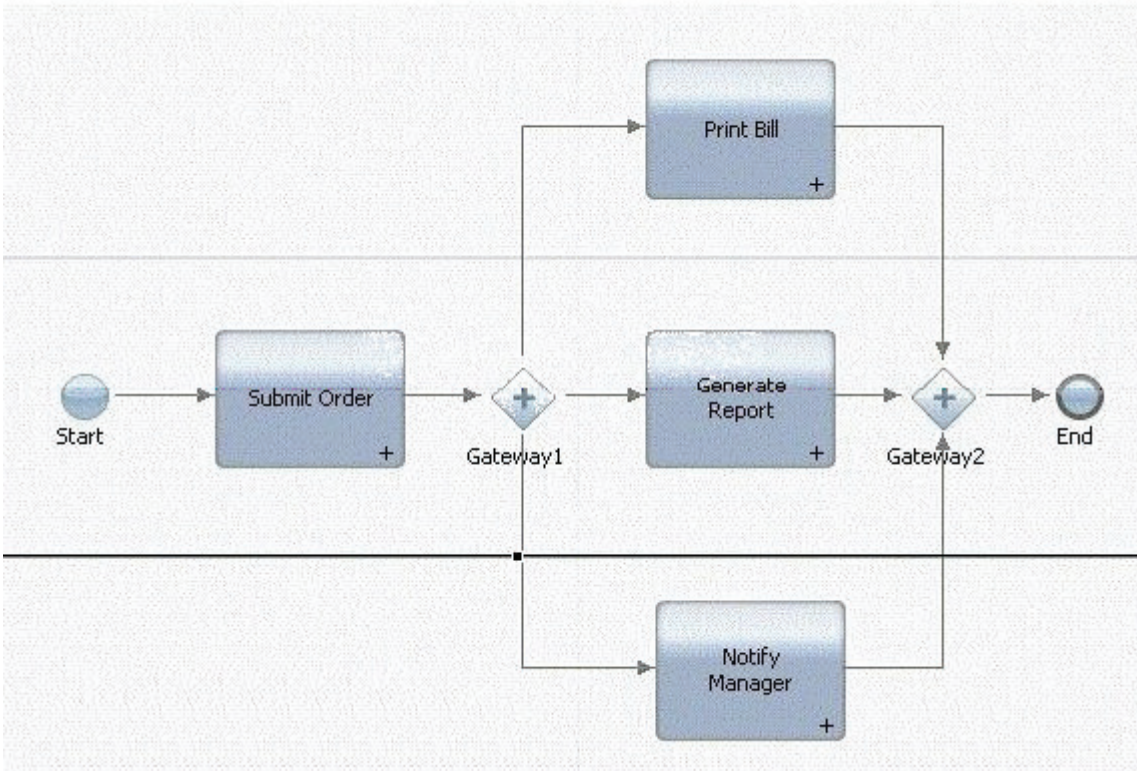 Print Bill
Submit Order
Generate
Report
Start
Gateway1
Gateway2
End
Notify
Manager